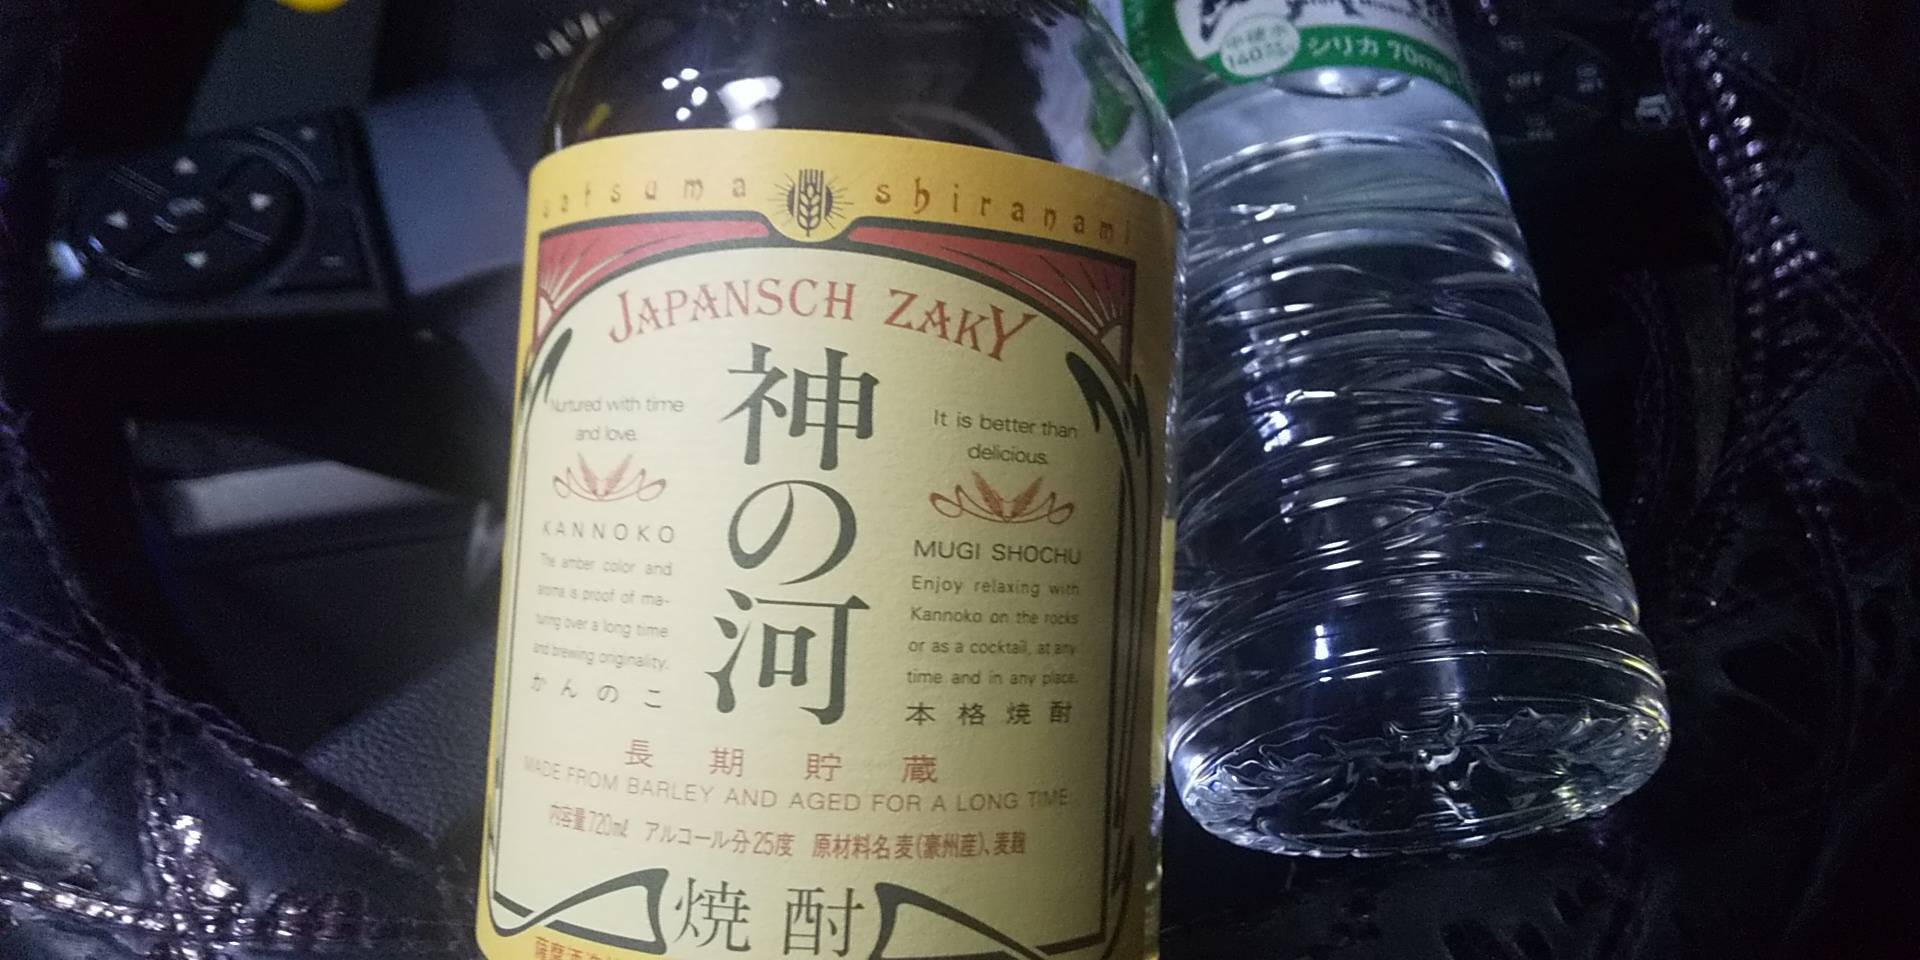 satsuma shiranami
JAPANSCH ZAKY
神の河
Nurtured with time
and love.
KANNOKO
The amber color and
aroma is proof of ma-
turing over a long time
and brewing originality.
かんのこ
It is better than
delicious.
MUGI SHOCHU
Enjoy relaxing with
Kannoko on the rocks
or as a cocktail, at any
time and in any place.
本格焼酎
長期貯蔵
MADE FROM BARLEY AND AGED FOR A LONG TIME
内容量720ml アルコール分25度 原材料名麦(豪州産)、麦麹
焼酎
シリカ 70mg
OFF